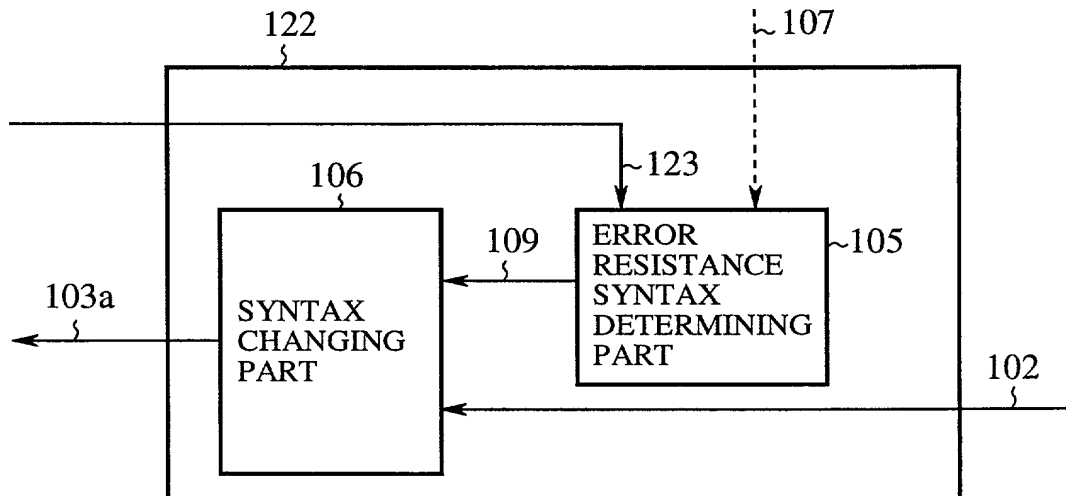 122
107
123
106
ERROR
RESISTANCE
SYNTAX
DETERMINING
PART
105
109
103a
SYNTAX
CHANGING
PART
102